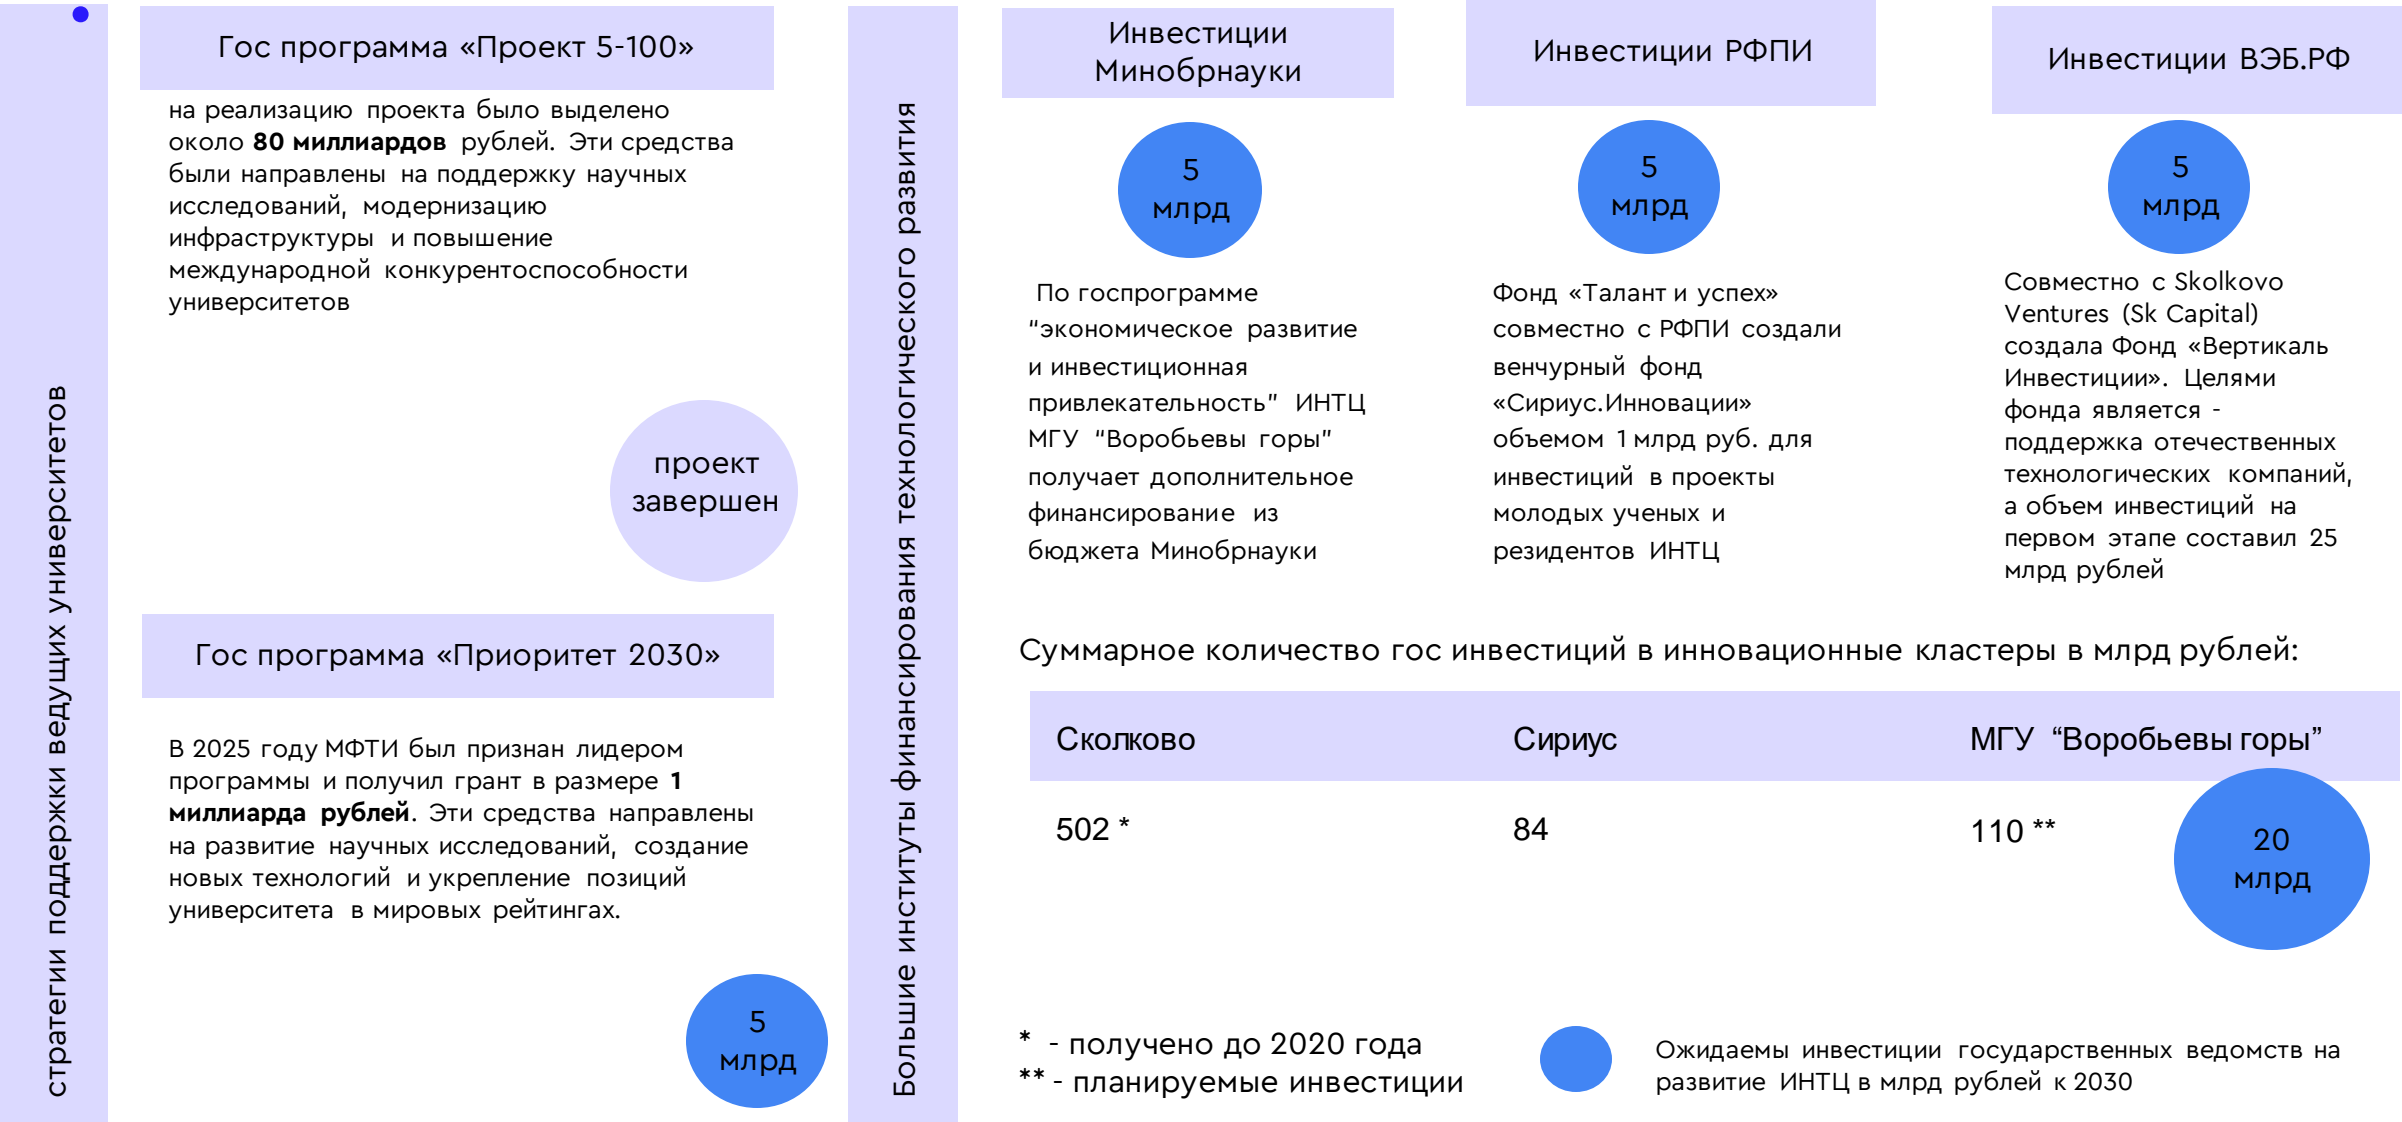 стратегии поддержки ведущих университетов
Гос программа «Проект 5-100»
на реализацию проекта было выделено
около 80 миллиардов рублей. Эти средства
были направлены на поддержку научных
исследований, модернизацию
инфраструктуры и повышение
международной конкурентоспособности
университетов
проект
завершен
Гос программа «Приоритет 2030»
В 2025 году МФТИ был признан лидером
программы и получил грант в размере 1
миллиарда рублей. Эти средства направлены
на развитие научных исследований, создание
новых технологий и укрепление позиций
университета в мировых рейтингах.
5
млрд
Большие институты финансирования технологического развития
Инвестиции
Минобрнауки
5
млрд
По госпрограмме
“экономическое развитие
и инвестиционная
привлекательность” ИНТЦ
МГУ “Воробьевы горы”
получает дополнительное
финансирование из
бюджета Минобрнауки
Инвестиции РФПИ
5
млрд
Фонд «Талант и успех»
совместно с РФПИ создали
венчурный фонд
«Сириус.Инновации»
объемом 1 млрд руб. для
инвестиций в проекты
молодых ученых и
резидентов ИНТЦ
Инвестиции ВЭБ.РФ
5
млрд
Совместно с Skolkovo
Ventures (Sk Capital)
создала Фонд «Вертикаль
Инвестиции». Целями
фонда является -
поддержка отечественных
технологических компаний,
а объем инвестиций на
первом этапе составил 25
млрд рублей
Суммарное количество гос инвестиций в инновационные кластеры в млрд рублей:
Сколково Сириус МГУ “Воробьевы горы”
502 * 84 110 **
20
млрд
* - получено до 2020 года
** - планируемые инвестиции
Ожидаемы инвестиции государственных ведомств на
развитие ИНТЦ в млрд рублей к 2030